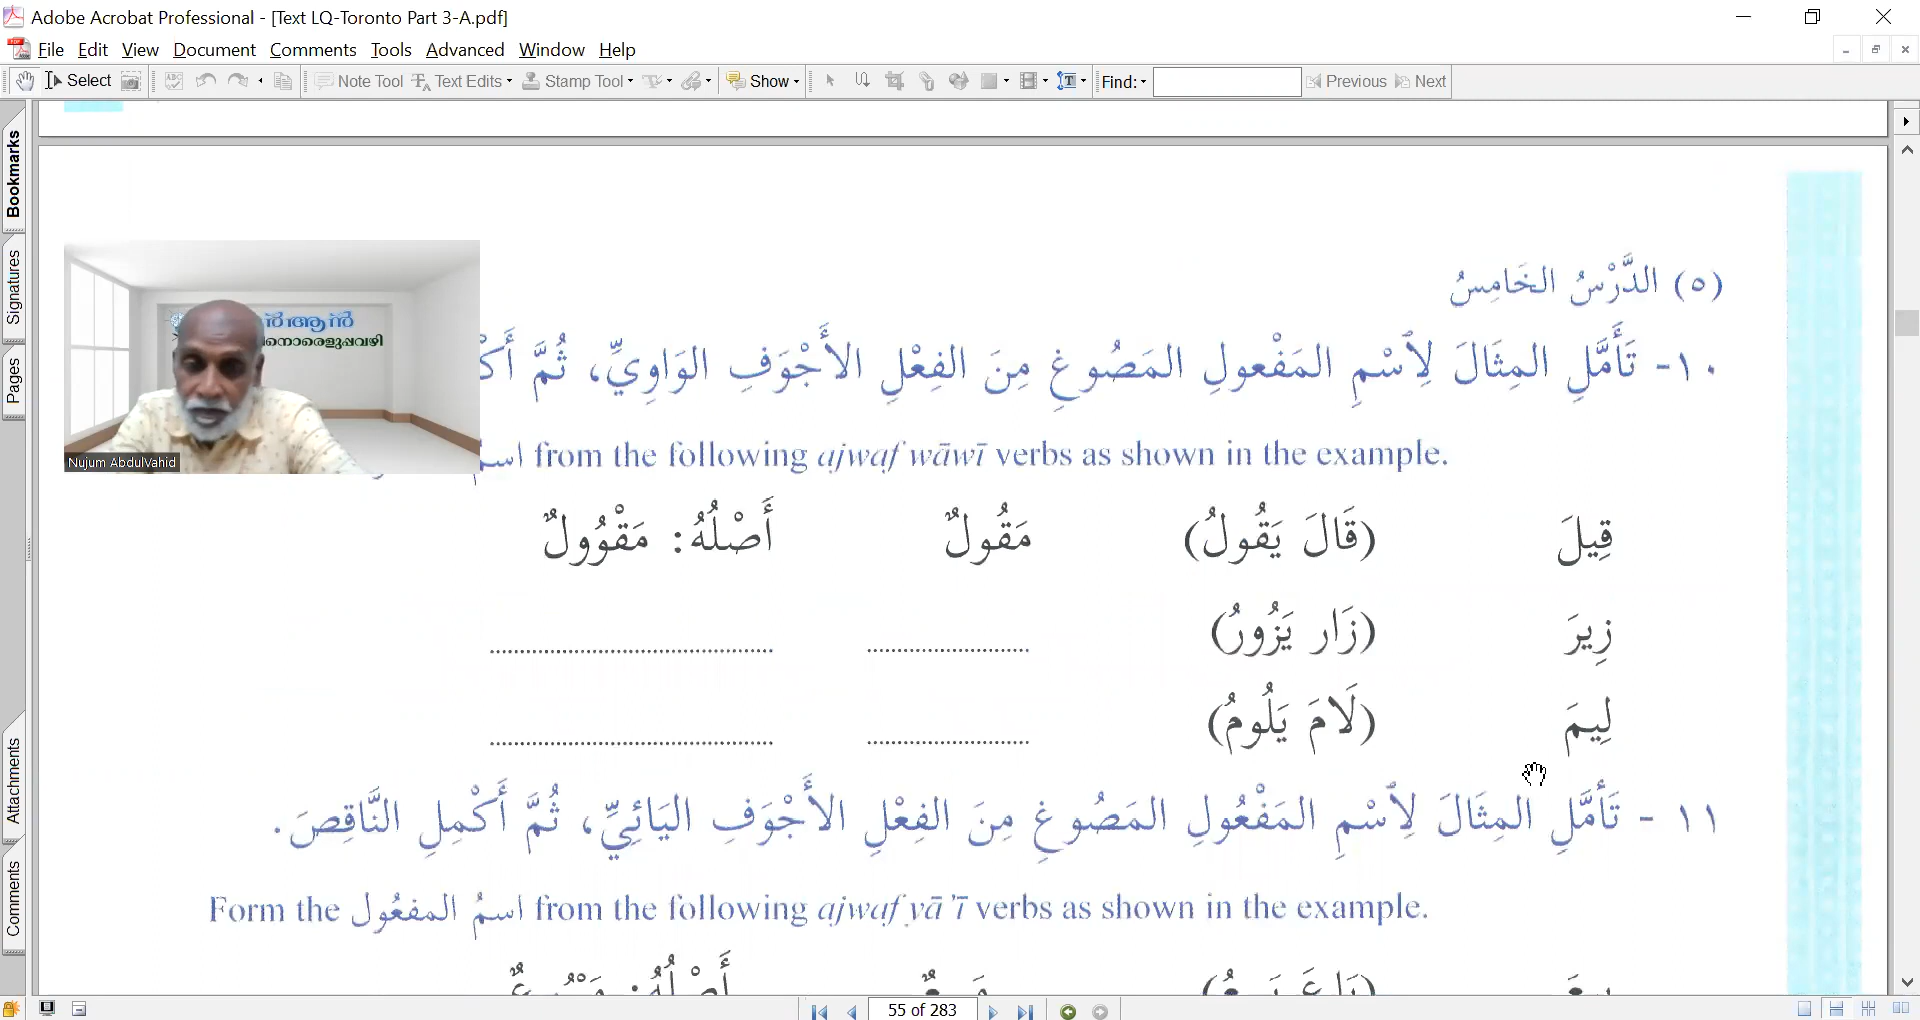 Adobe Acrobat Professional - [Text LQ-Toronto Part 3-A.pdf]
File Edit View Document Comments Tools Advanced Window Help
Select Note Tool Text Edits Stamp Tool Show Find: Previous Next
Bookmarks
Signatures
Pages
Attachments
Comments
(٥) الدَّرْسُ الخَامِسُ
١٠- تَأَمَّلِ المِثَالَ لِاسْمِ المَفْعولِ المَصُوغِ مِنَ الفِعْلِ الأَجْوَفِ الوَاوِيِّ، ثُمَّ
from the following ajwaf wāwī verbs as shown in the example.
Nujum AbdulVahid
قِيلَ (قَالَ يَقُولُ) مَقُولٌ أَصْلُهُ: مَقْوُولٌ
زِيرَ (زَار يَزُورُ) .............................. ..............................
لِيمَ (لَامَ يَلُومُ) .............................. ..............................
١١ - تَأَمَّلِ المِثَالَ لِاسْمِ المَفْعُولِ المَصُوغِ مِنَ الفِعْلِ الأَجْوَفِ اليَائِيِّ، ثُمَّ أَكْمِلِ النَّاقِصَ.
Form the اسمُ المفعُول from the following ajwaf yā'ī verbs as shown in the example.
55 of 283